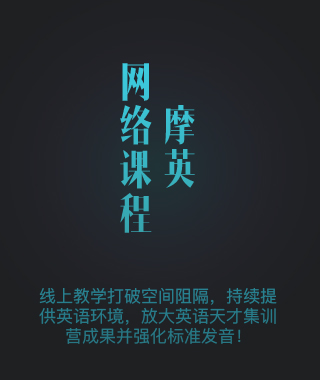 摩英
网络课程
线上教学打破空间阻隔，持续提
供英语环境，放大英语天才集训
营成果并强化标准发音！